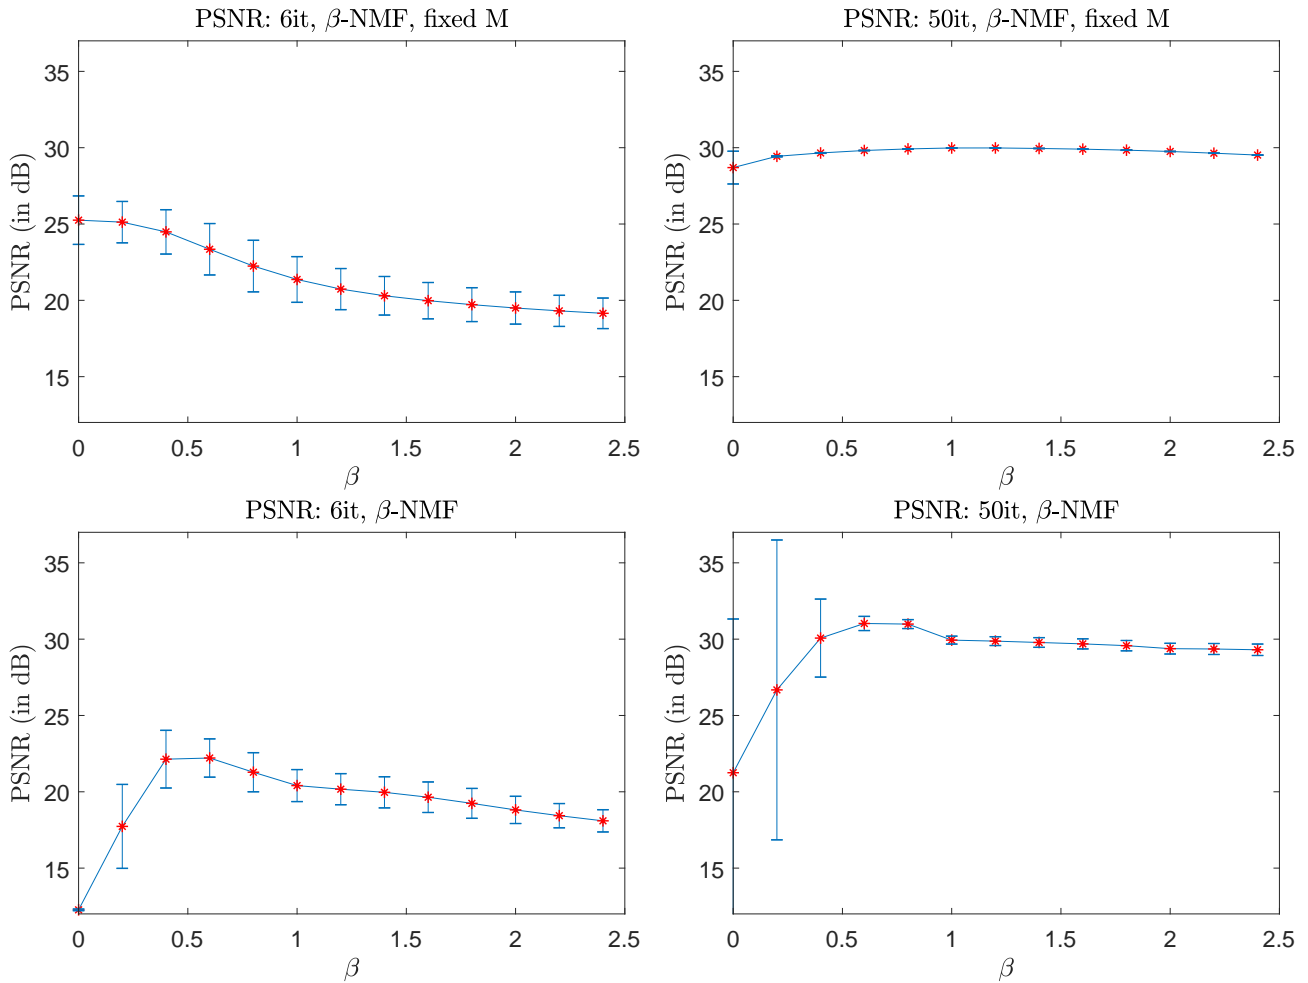 PSNR: 6it, β-NMF, fixed M
35
30
25
20
15
PSNR (in dB)
0 0.5 1 1.5 2 2.5
β
PSNR: 50it, β-NMF, fixed M
35
30
25
20
15
PSNR (in dB)
0 0.5 1 1.5 2 2.5
β
PSNR: 6it, β-NMF
35
30
25
20
15
PSNR (in dB)
0 0.5 1 1.5 2 2.5
β
PSNR: 50it, β-NMF
35
30
25
20
15
PSNR (in dB)
0 0.5 1 1.5 2 2.5
β